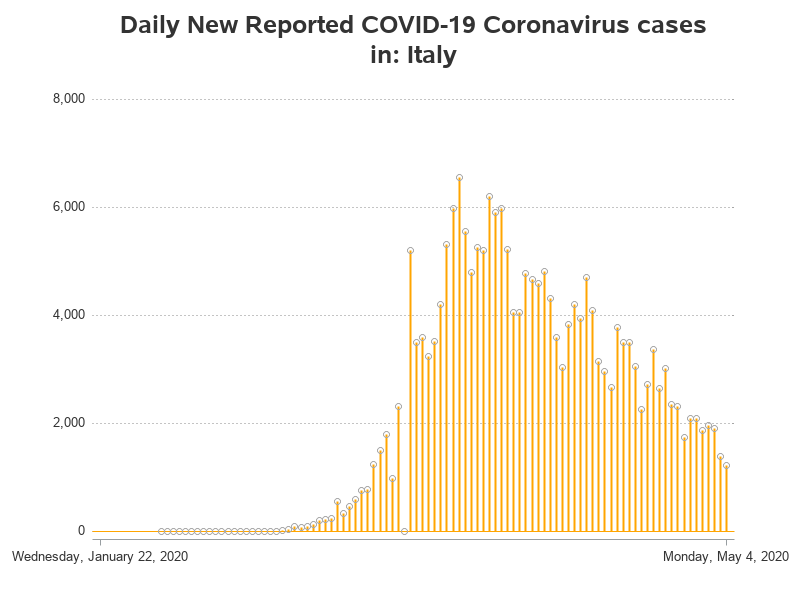 Daily New Reported COVID-19 Coronavirus cases
in: Italy
8,000
6,000
4,000
2,000
0
Wednesday, January 22, 2020
Monday, May 4, 2020